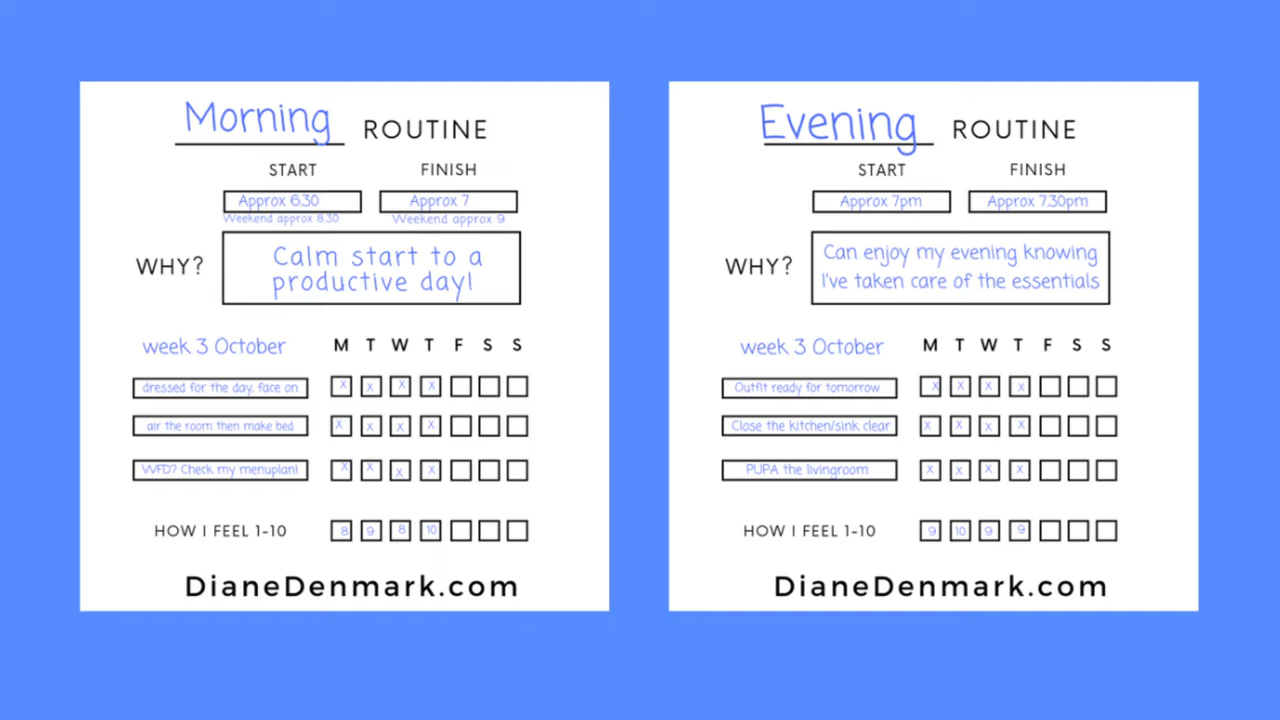 Morning ROUTINE
START FINISH
Approx 6.30 Approx 7
Weekend approx 8.30 Weekend approx 9
WHY?
Calm start to a
productive day!
week 3 October M T W T F S S
dressed for the day, face on x x x x
air the room then make bed x x x x
WFD? Check my menuplan! x x x x
HOW I FEEL 1-10 8 9 8 10
DianeDenmark.com
Evening ROUTINE
START FINISH
Approx 7pm Approx 7.30pm
WHY?
Can enjoy my evening knowing
I've taken care of the essentials
week 3 October M T W T F S S
Outfit ready for tomorrow x x x x
Close the kitchen/sink clear x x x x
PUPA the livingroom x x x x
HOW I FEEL 1-10 9 10 9 9
DianeDenmark.com